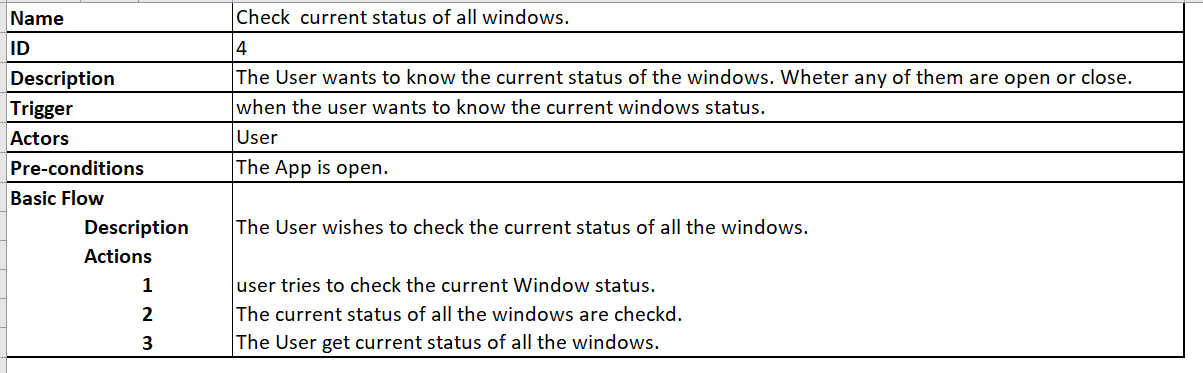 Name Check current status of all windows.
ID 4
Description The User wants to know the current status of the windows. Wheter any of them are open or close.
Trigger when the user wants to know the current windows status.
Actors User
Pre-conditions The App is open.
Basic Flow
Description The User wishes to check the current status of all the windows.
Actions
1 user tries to check the current Window status.
2 The current status of all the windows are checkd.
3 The User get current status of all the windows.